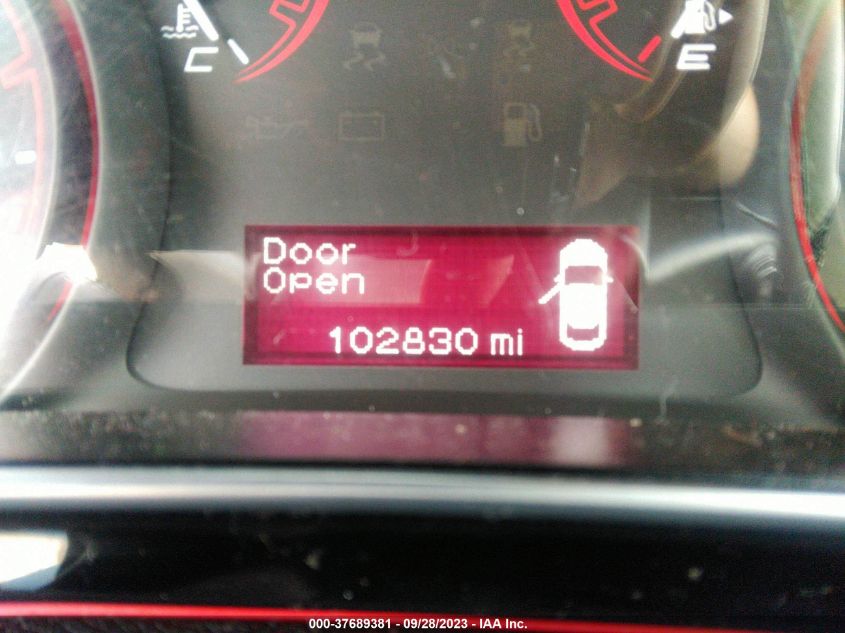 C
E
Door
Open
102830 mi
000-37689381 - 09/28/2023 - IAA Inc.